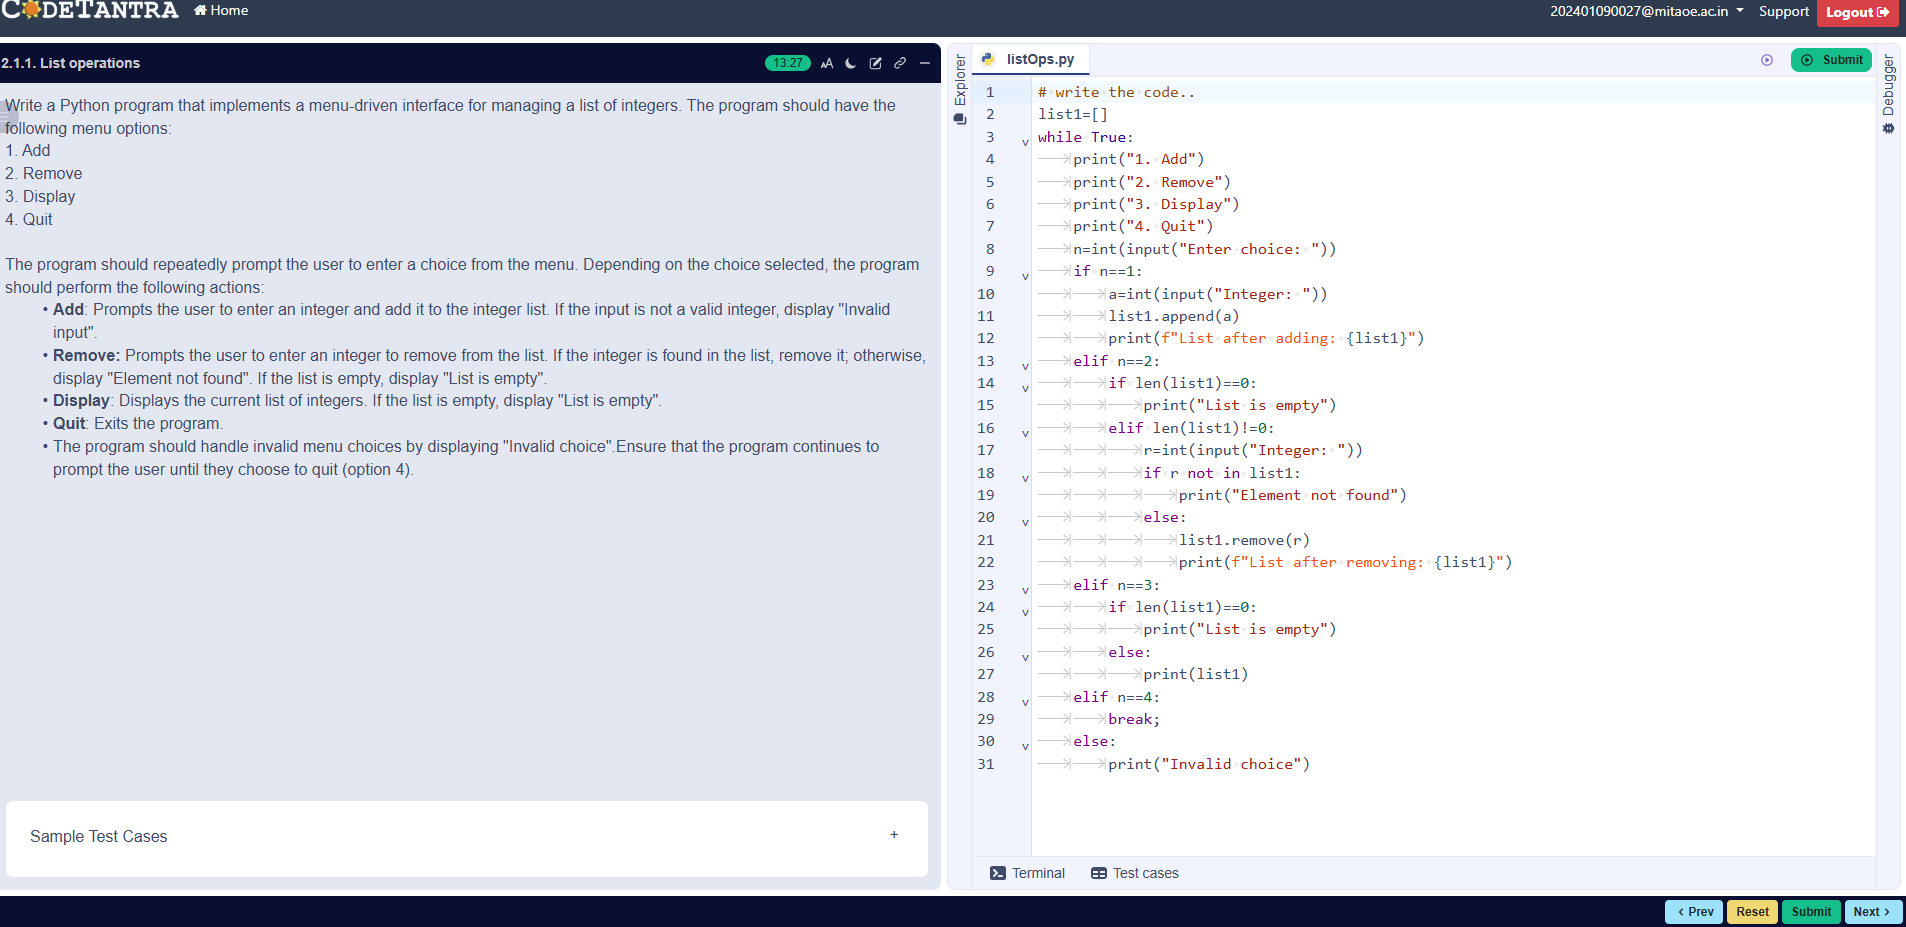 CODETANTRA Home 202401090027@mitaoe.ac.in Support Logout
2.1.1. List operations 13:27
Write a Python program that implements a menu-driven interface for managing a list of integers. The program should have the
following menu options:
1. Add
2. Remove
3. Display
4. Quit
The program should repeatedly prompt the user to enter a choice from the menu. Depending on the choice selected, the program
should perform the following actions:
• Add: Prompts the user to enter an integer and add it to the integer list. If the input is not a valid integer, display "Invalid
input".
• Remove: Prompts the user to enter an integer to remove from the list. If the integer is found in the list, remove it; otherwise,
display "Element not found". If the list is empty, display "List is empty".
• Display: Displays the current list of integers. If the list is empty, display "List is empty".
• Quit: Exits the program.
• The program should handle invalid menu choices by displaying "Invalid choice".Ensure that the program continues to
prompt the user until they choose to quit (option 4).
Sample Test Cases +
Explorer
listOps.py
Submit
Debugger
1 # write the code..
2 list1=[]
3 while True:
4 print("1. Add")
5 print("2. Remove")
6 print("3. Display")
7 print("4. Quit")
8 n=int(input("Enter choice: "))
9 if n==1:
10 a=int(input("Integer: "))
11 list1.append(a)
12 print(f"List after adding: {list1}")
13 elif n==2:
14 if len(list1)==0:
15 print("List is empty")
16 elif len(list1)!=0:
17 r=int(input("Integer: "))
18 if r not in list1:
19 print("Element not found")
20 else:
21 list1.remove(r)
22 print(f"List after removing: {list1}")
23 elif n==3:
24 if len(list1)==0:
25 print("List is empty")
26 else:
27 print(list1)
28 elif n==4:
29 break;
30 else:
31 print("Invalid choice")
Terminal Test cases
< Prev Reset Submit Next >